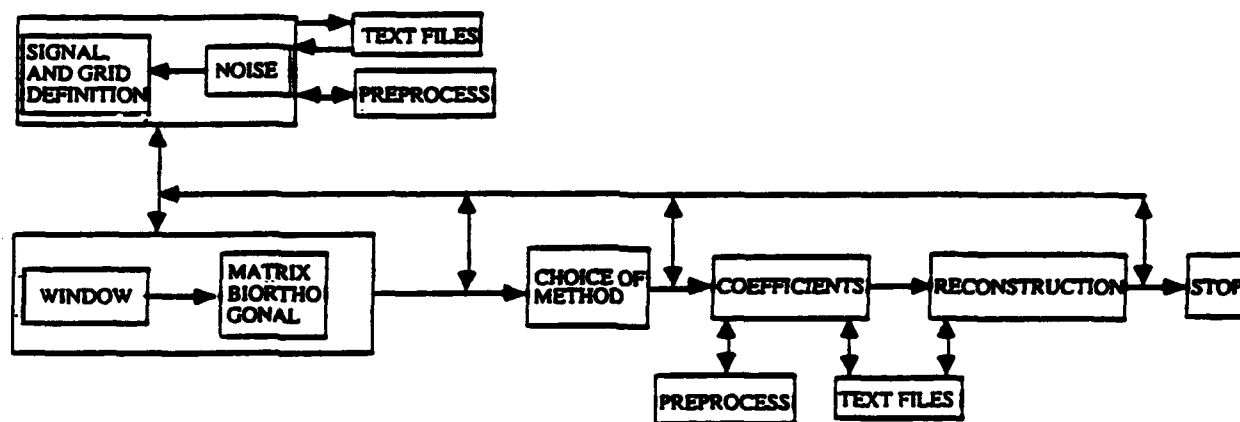 TEXT FILES
SIGNAL,
AND GRID
DEFINITION
NOISE
PREPROCESS
WINDOW
MATRIX
BIORTHO
GONAL
CHOICE OF
METHOD
COEFFICIENTS
RECONSTRUCTION
STOP
PREPROCESS
TEXT FILES